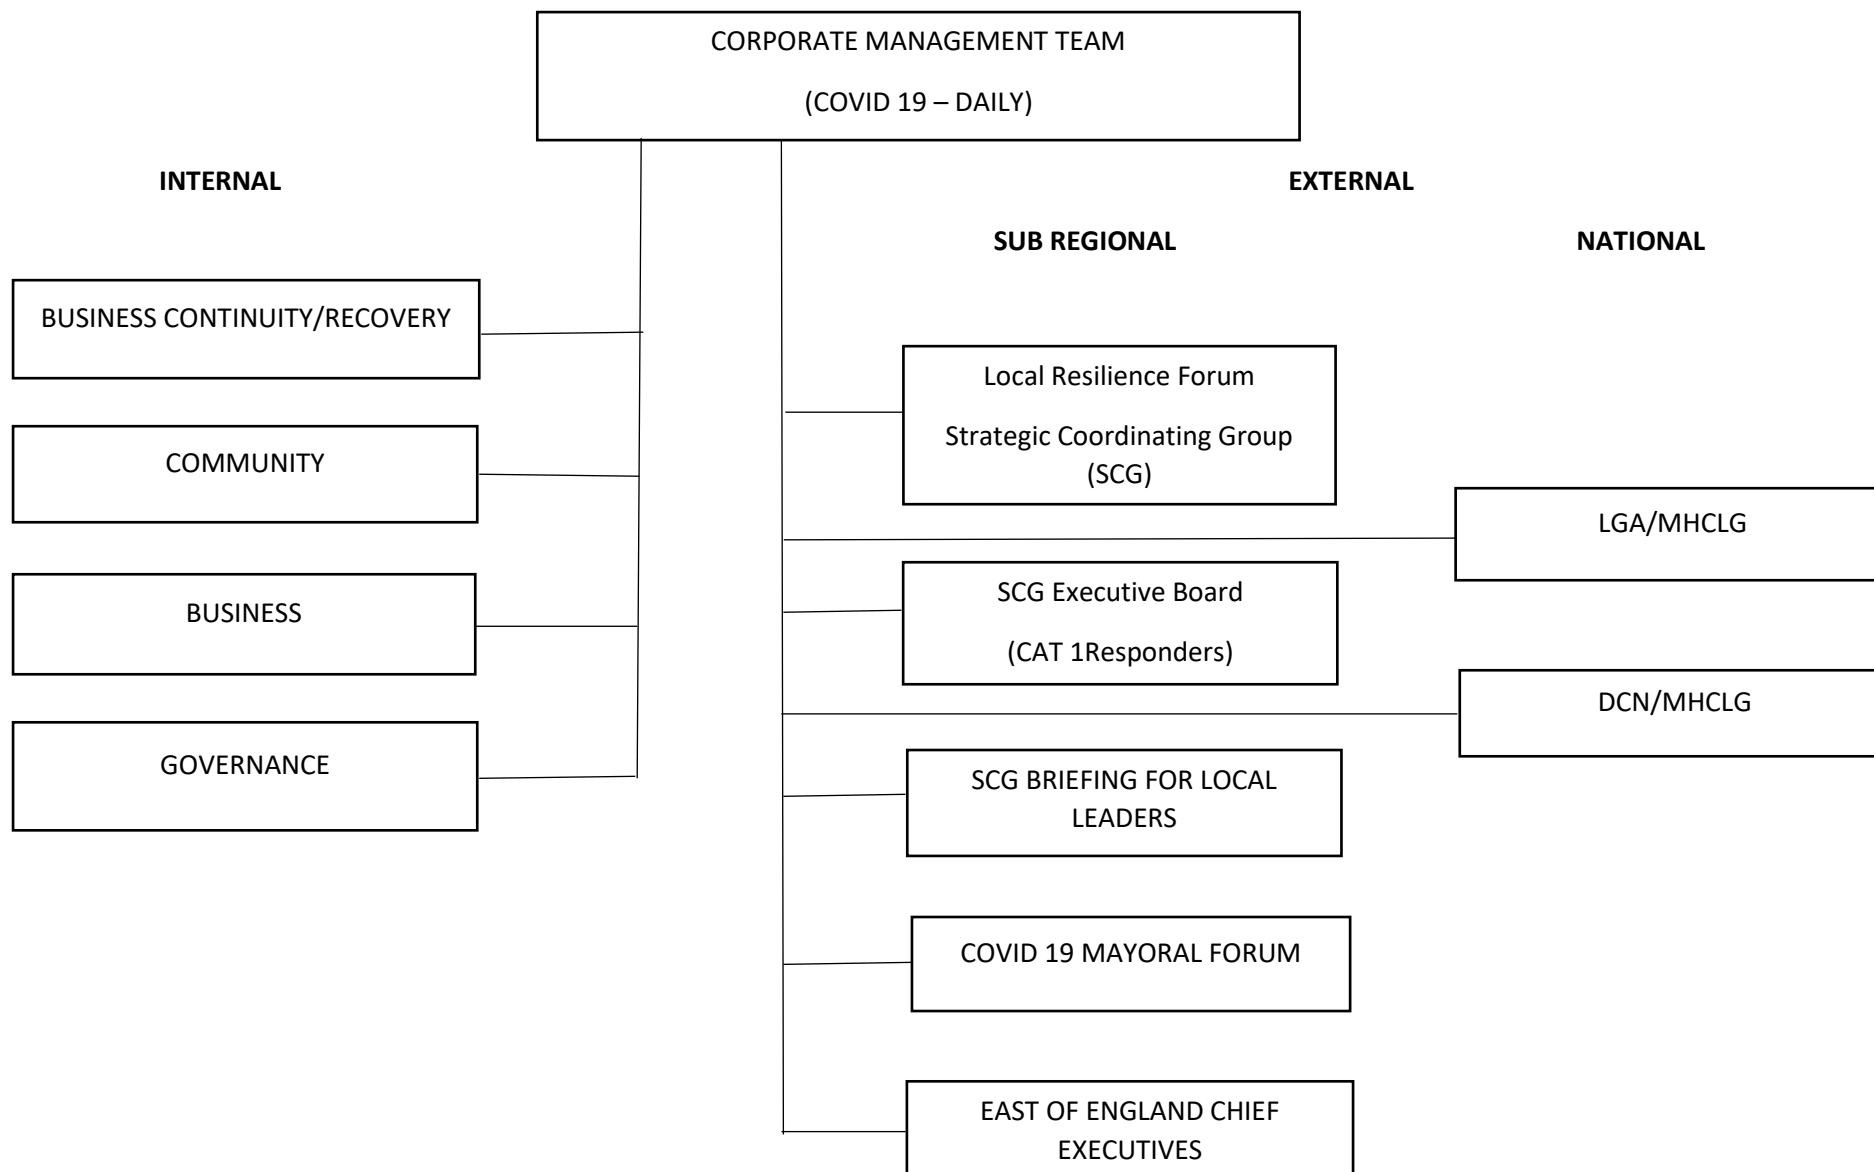 CORPORATE MANAGEMENT TEAM
(COVID 19 – DAILY)
INTERNAL
EXTERNAL
SUB REGIONAL
NATIONAL
BUSINESS CONTINUITY/RECOVERY
COMMUNITY
BUSINESS
GOVERNANCE
Local Resilience Forum
Strategic Coordinating Group
(SCG)
SCG Executive Board
(CAT 1Responders)
SCG BRIEFING FOR LOCAL
LEADERS
COVID 19 MAYORAL FORUM
EAST OF ENGLAND CHIEF
EXECUTIVES
LGA/MHCLG
DCN/MHCLG